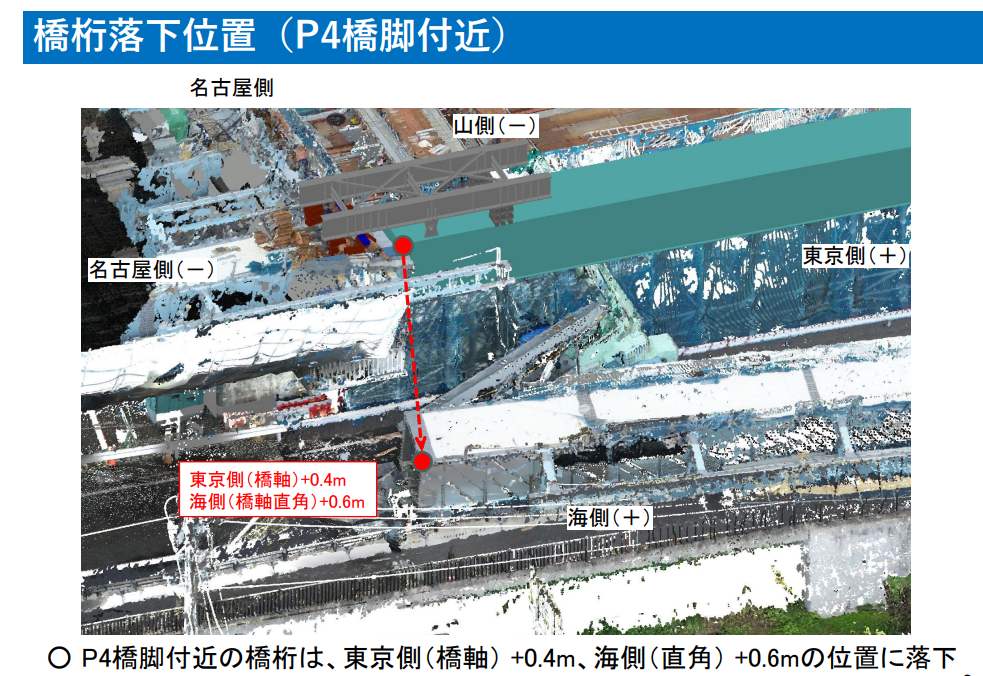 橋桁落下位置（P4橋脚付近）
名古屋側
山側（－）
名古屋側（－）
東京側（＋）
東京側（橋軸）+0.4m
海側（橋軸直角）+0.6m
海側（＋）
○ P4橋脚付近の橋桁は、東京側（橋軸） +0.4m、海側（直角） +0.6mの位置に落下。